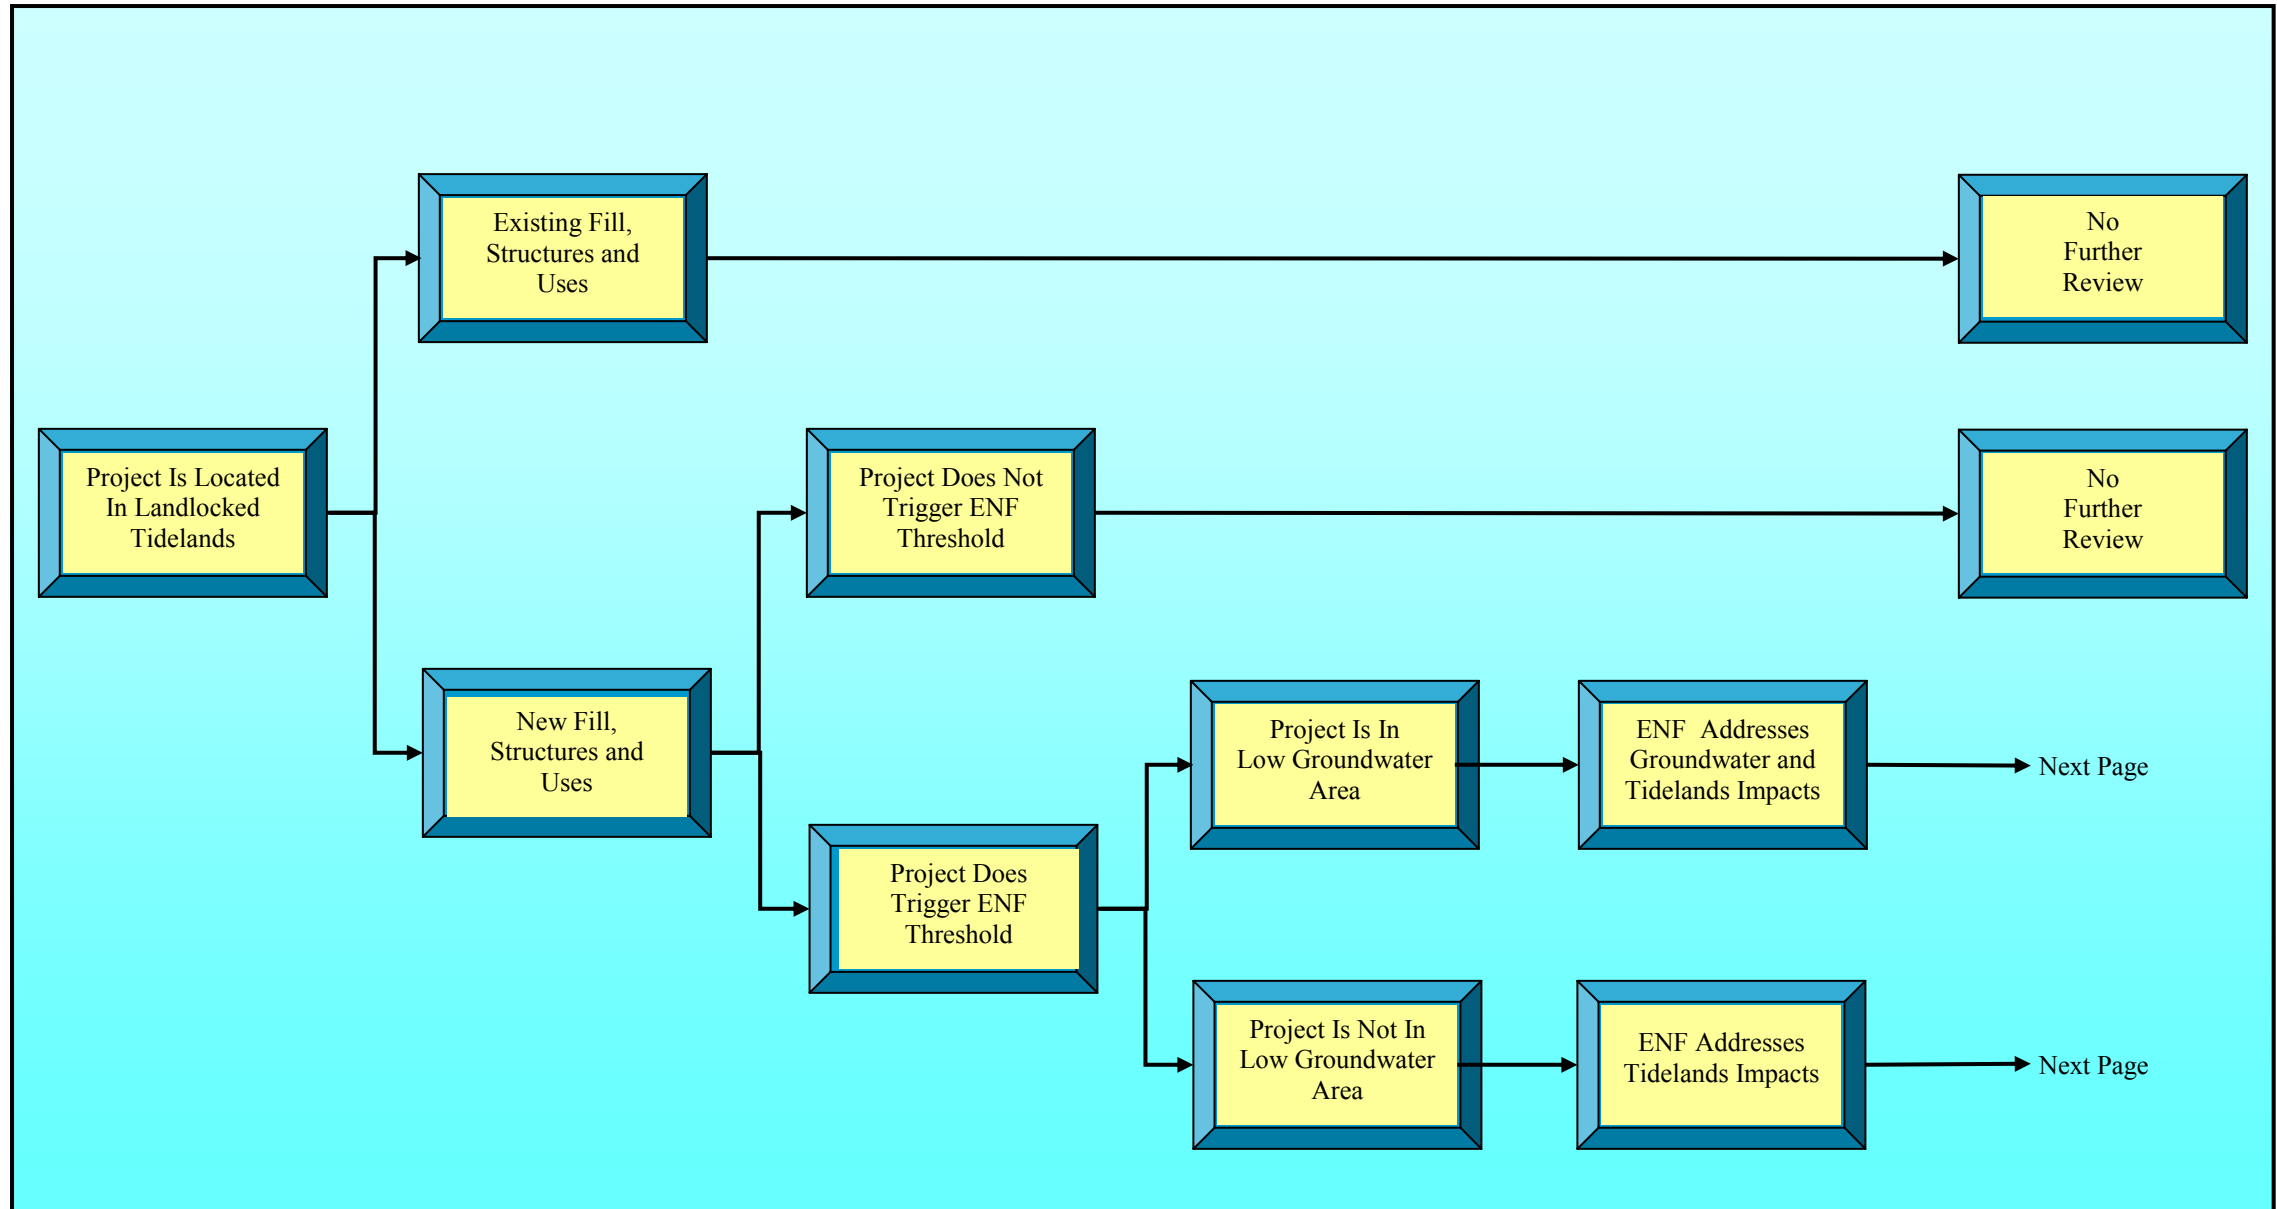 Existing Fill,
Structures and
Uses
No
Further
Review
Project Is Located
In Landlocked
Tidelands
Project Does Not
Trigger ENF
Threshold
No
Further
Review
New Fill,
Structures and
Uses
Project Is In
Low Groundwater
Area
ENF  Addresses
Groundwater and
Tidelands Impacts
Next Page
Project Does
Trigger ENF
Threshold
Project Is Not In
Low Groundwater
Area
ENF Addresses
Tidelands Impacts
Next Page